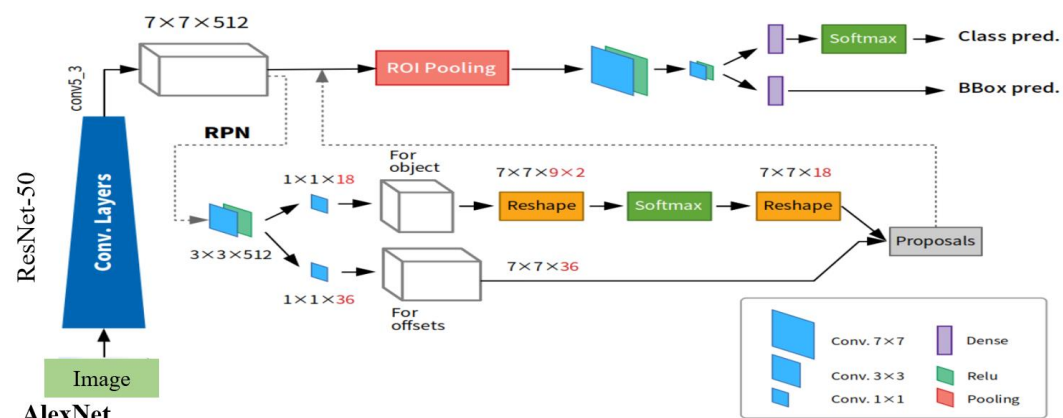 7×7×512
conv5_3
ROI Pooling
Softmax
Class pred.
BBox pred.
RPN
For
object
1×1×18
7×7×9×2
7×7×18
Reshape
Softmax
Reshape
Proposals
3×3×512
7×7×36
1×1×36
For
offsets
ResNet-50
Conv. Layers
Image
AlexNet
Conv. 7×7
Dense
Conv. 3×3
Relu
Conv. 1×1
Pooling